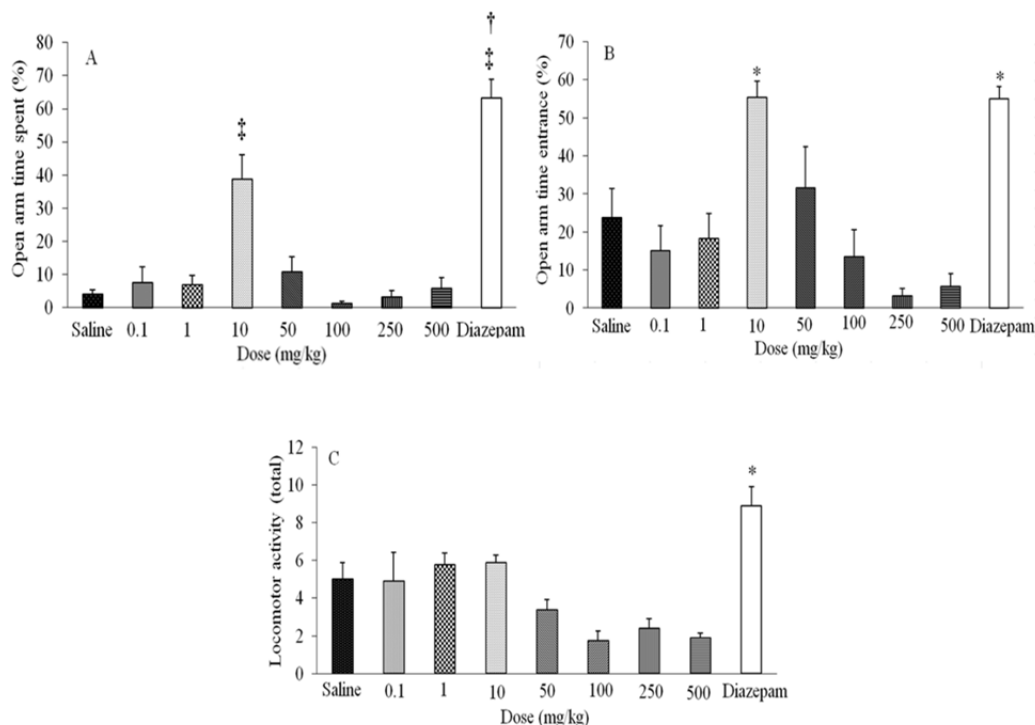 A
†
‡
‡
Open arm time spent (%)
80
70
60
50
40
30
20
10
0
Saline 0.1 1 10 50 100 250 500 Diazepam
Dose (mg/kg)
B
*
*
Open arm time entrance (%)
70
60
50
40
30
20
10
0
Saline 0.1 1 10 50 100 250 500 Diazepam
Dose (mg/kg)
C
*
Locomotor activity (total)
12
10
8
6
4
2
0
Saline 0.1 1 10 50 100 250 500 Diazepam
Dose (mg/kg)